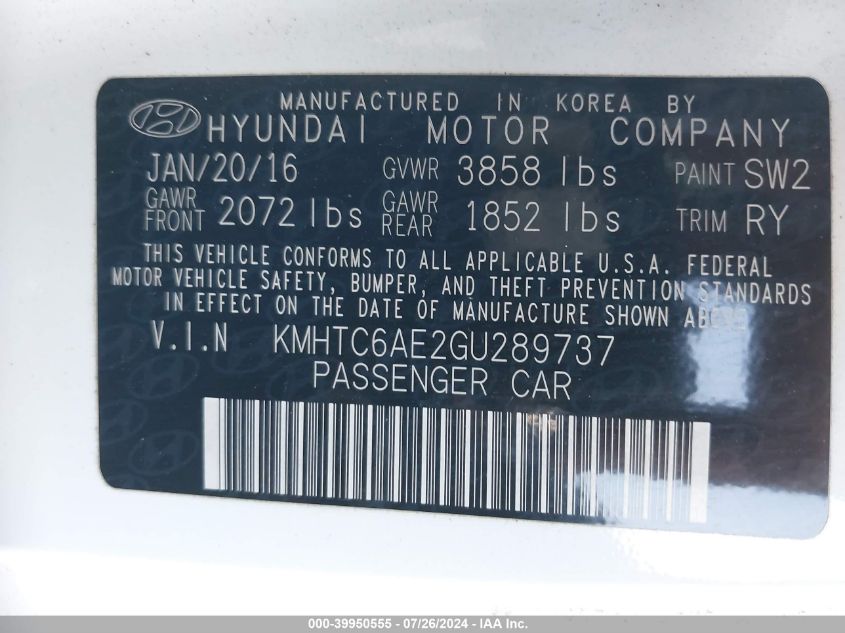 MANUFACTURED IN KOREA BY
HYUNDAI MOTOR COMPANY
JAN/20/16 GVWR 3858 lbs PAINT SW2
GAWR FRONT 2072 lbs GAWR REAR 1852 lbs TRIM RY
THIS VEHICLE CONFORMS TO ALL APPLICABLE U.S.A. FEDERAL
MOTOR VEHICLE SAFETY, BUMPER, AND THEFT PREVENTION STANDARDS
IN EFFECT ON THE DATE OF MANUFACTURE SHOWN ABOVE
V.I.N KMHTC6AE2GU289737
PASSENGER CAR
000-39950555 - 07/26/2024 - IAA Inc.